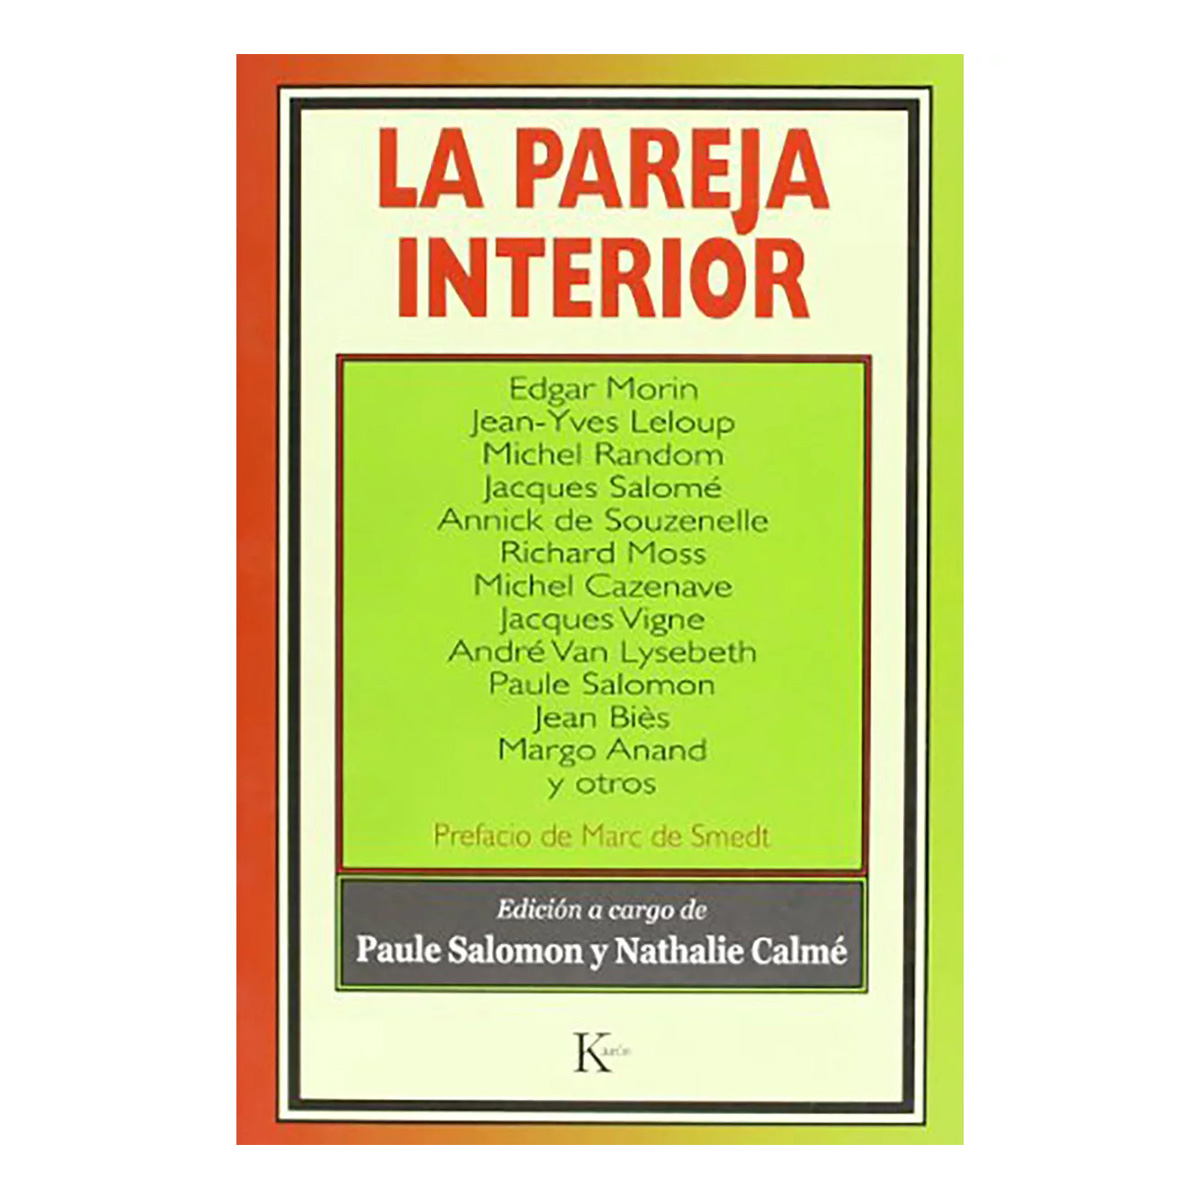 LA PAREJA
INTERIOR
Edgar Morin
Jean-Yves Leloup
Michel Random
Jacques Salomé
Annick de Souzenelle
Richard Moss
Michel Cazenave
Jacques Vigne
André Van Lysebeth
Paule Salomon
Jean Biès
Margo Anand
y otros
Prefacio de Marc de Smedt
Edición a cargo de
Paule Salomon y Nathalie Calmé
Kairós